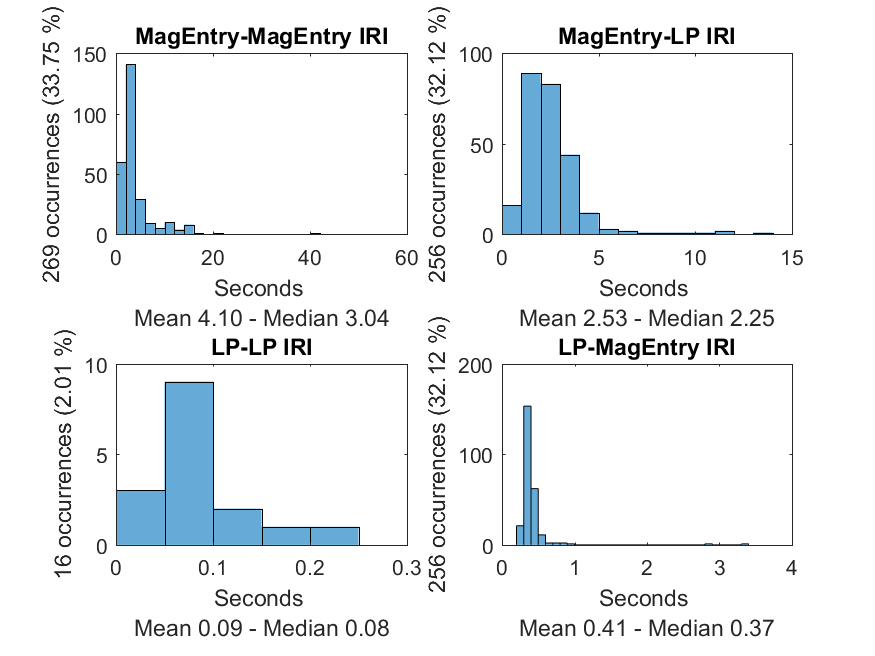 MagEntry-MagEntry IRI
269 occurrences (33.75 %)
150
100
50
0
0 20 40 60
Seconds
Mean 4.10 - Median 3.04
MagEntry-LP IRI
256 occurrences (32.12 %)
100
50
0
0 5 10 15
Seconds
Mean 2.53 - Median 2.25
LP-LP IRI
16 occurrences (2.01 %)
10
5
0
0 0.1 0.2 0.3
Seconds
Mean 0.09 - Median 0.08
LP-MagEntry IRI
256 occurrences (32.12 %)
200
100
0
0 1 2 3 4
Seconds
Mean 0.41 - Median 0.37